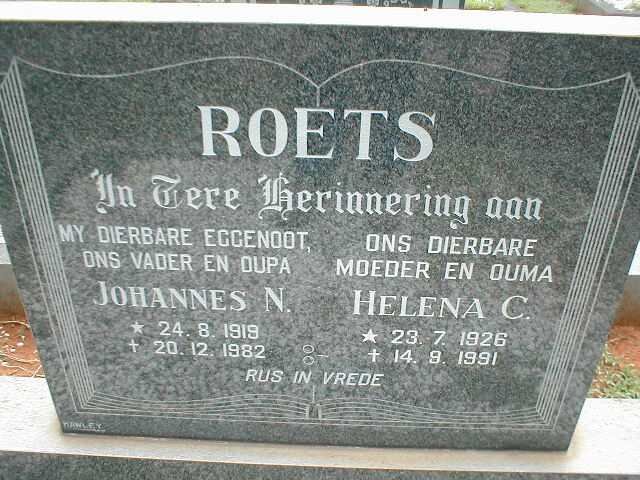 ROETS
In Tere Herinnering aan
MY DIERBARE EGGENOOT,
ONS VADER EN OUPA
JOHANNES N.
* 24. 8. 1919
† 20. 12. 1982
ONS DIERBARE
MOEDER EN OUMA
HELENA C.
* 23. 7. 1926
† 14. 9. 1991
RUS IN VREDE
HAWLEY